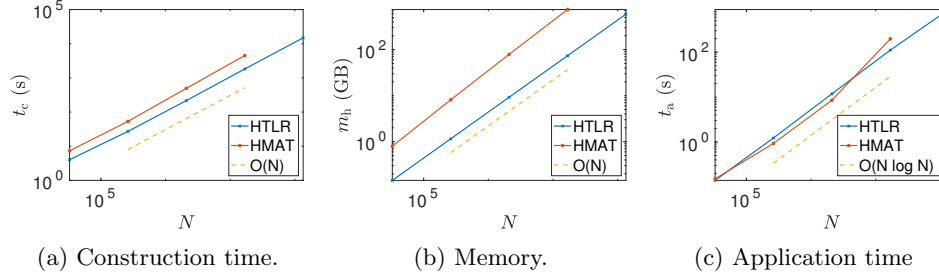 10^5
t_c (s)
10^0
HTLR
HMAT
O(N)
10^5
N
(a) Construction time.
10^2
m_h (GB)
10^0
HTLR
HMAT
O(N)
10^5
N
(b) Memory.
10^2
t_a (s)
10^0
HTLR
HMAT
O(N log N)
10^5
N
(c) Application time